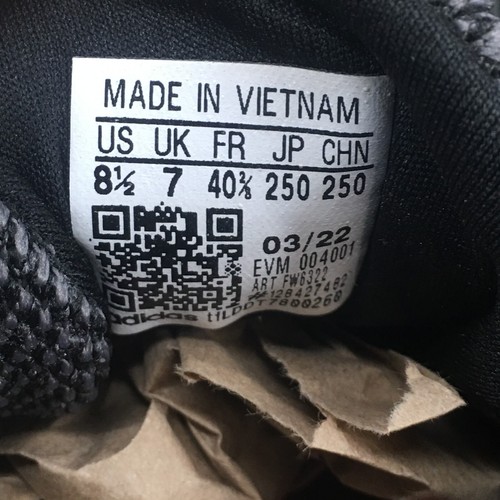 MADE IN VIETNAM
US UK FR JP CHN
8½ 7 40⅔ 250 250
03/22
EVM 004001
ART FW6322
adidas